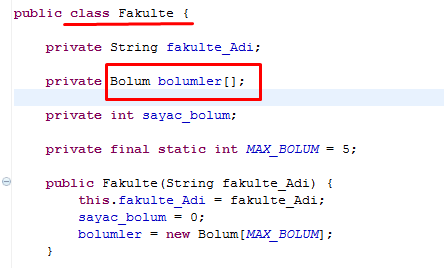 public class Fakulte {
private String fakulte_Adi;
private Bolum bolumler[];
private int sayac_bolum;
private final static int MAX_BOLUM = 5;
public Fakulte(String fakulte_Adi) {
this.fakulte_Adi = fakulte_Adi;
sayac_bolum = 0;
bolumler = new Bolum[MAX_BOLUM];
}